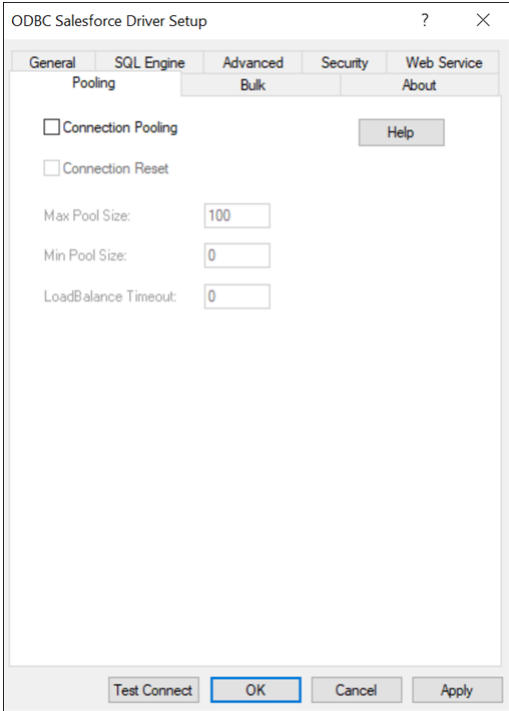 ODBC Salesforce Driver Setup ?
General SQL Engine Advanced Security Web Service
Pooling Bulk About
Connection Pooling Help
Connection Reset
Max Pool Size: 100
Min Pool Size: 0
LoadBalance Timeout: 0
Test Connect OK Cancel Apply